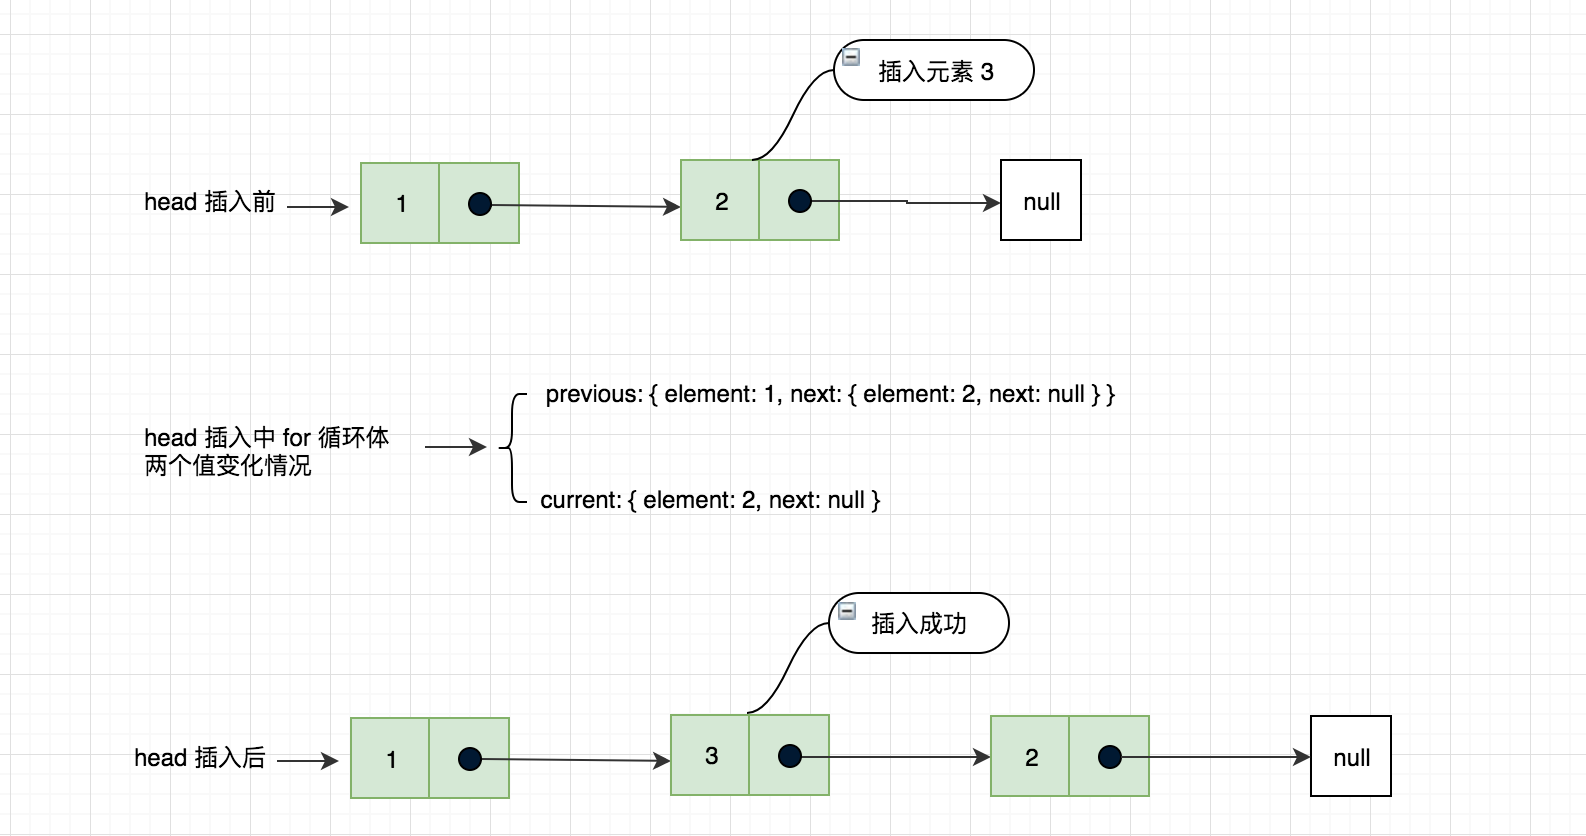 插入元素 3
head 插入前
1
2
null
previous: { element: 1, next: { element: 2, next: null } }
head 插入中 for 循环体
两个值变化情况
current: { element: 2, next: null }
插入成功
head 插入后
1
3
2
null